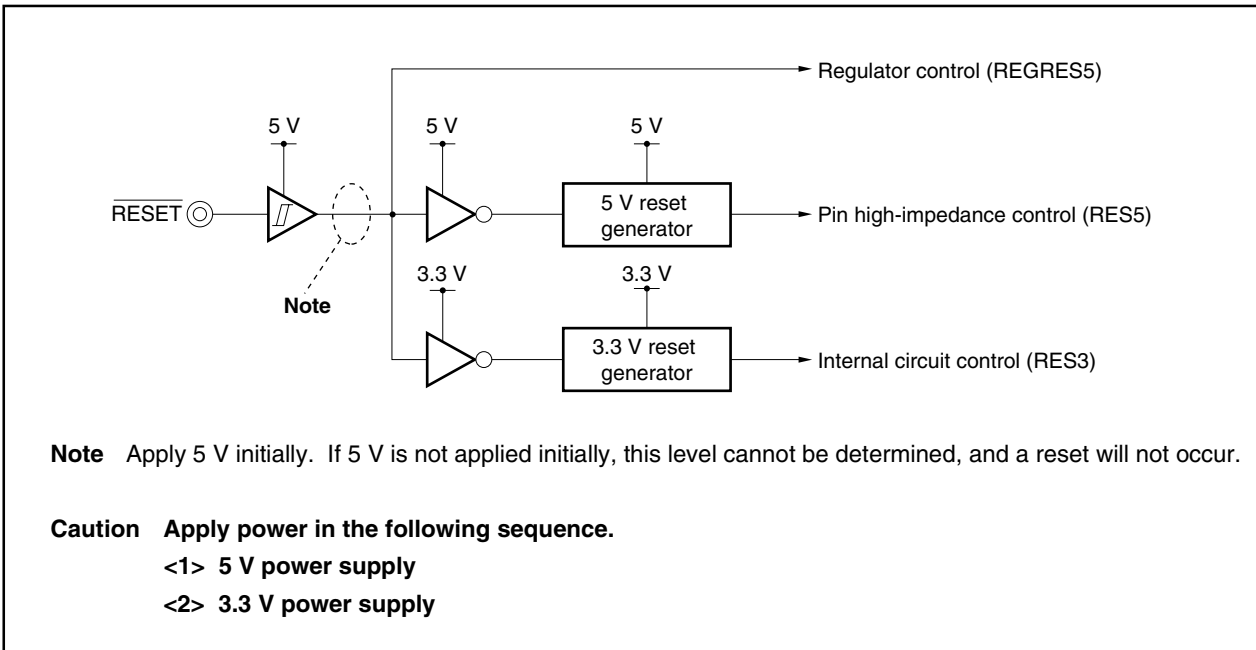 Regulator control (REGRES5)
5 V
5 V
5 V
RESET
5 V reset
generator
Pin high-impedance control (RES5)
3.3 V
3.3 V
Note
3.3 V reset
generator
Internal circuit control (RES3)
Note Apply 5 V initially. If 5 V is not applied initially, this level cannot be determined, and a reset will not occur.
Caution Apply power in the following sequence.
<1> 5 V power supply
<2> 3.3 V power supply